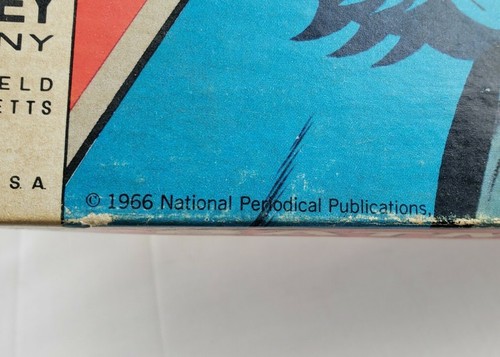 EY
NY
ELD
ETTS
S.A.
© 1966 National Periodical Publications,